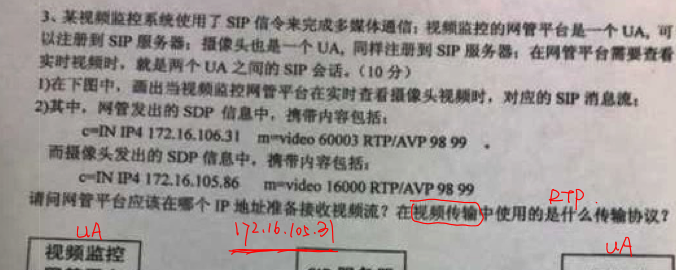 3、某视频监控系统使用了 SIP 信令来完成多媒体通信：视频监控的网管平台是一个 UA，可
以注册到 SIP 服务器；摄像头也是一个 UA，同样注册到 SIP 服务器；在网管平台需要查看
实时视频时，就是两个 UA 之间的 SIP 会话。（10 分）
1)在下图中，画出当视频监控网管平台在实时查看摄像头视频时，对应的 SIP 消息流；
2)其中，网管发出的 SDP 信息中，携带内容包括：
c=IN IP4 172.16.106.31 m=video 60003 RTP/AVP 98 99 。
而摄像头发出的 SDP 信息中，携带内容包括：
c=IN IP4 172.16.105.86 m=video 16000 RTP/AVP 98 99
RTP.
请问网管平台应该在哪个 IP 地址准备接收视频流？在视频传输中使用的是什么传输协议？
UA 172.16.105.31 UA
视频监控